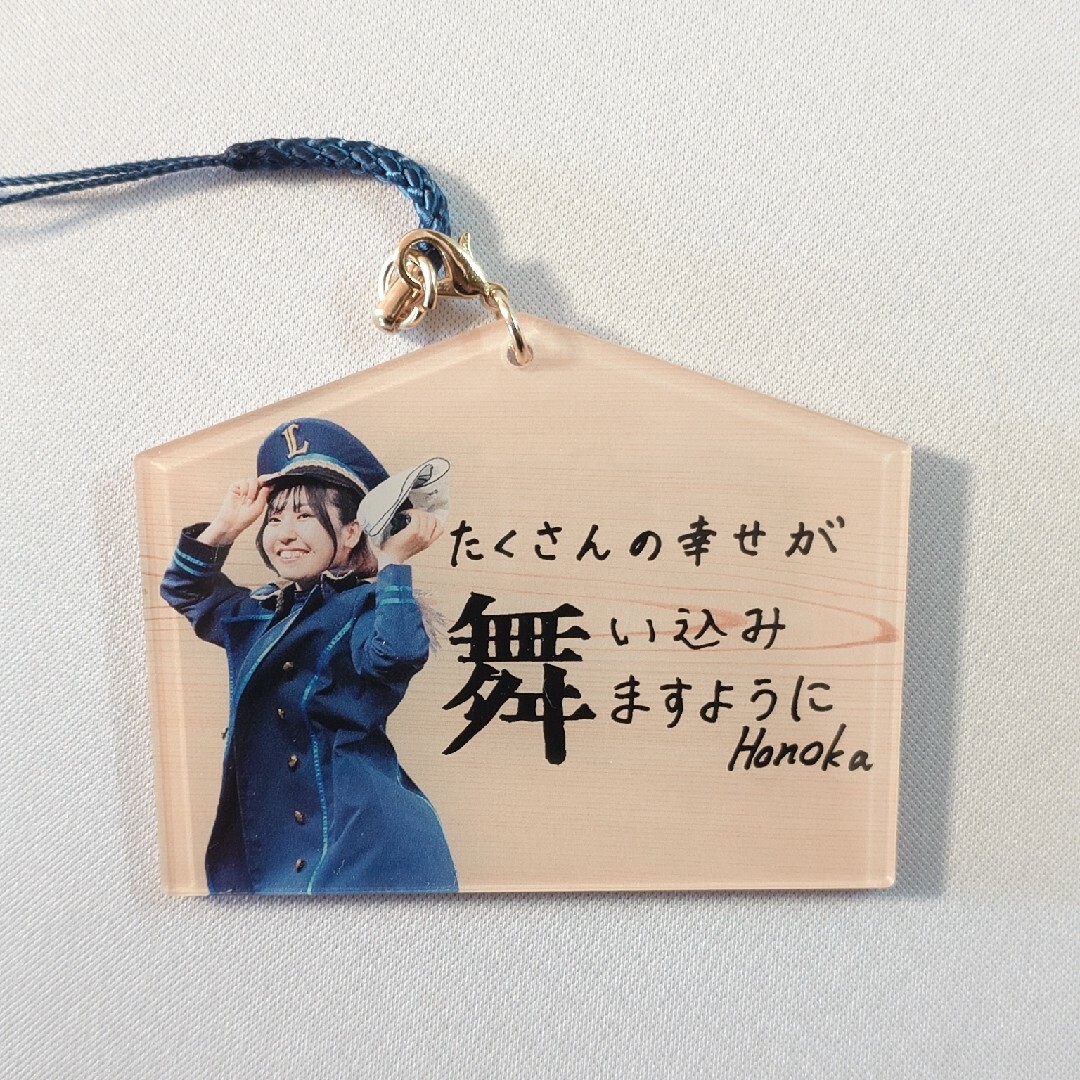 L
たくさんの幸せが
舞い込み
ますように
Honoka